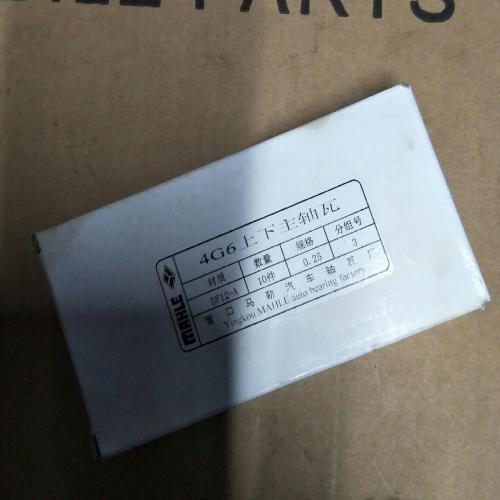 PARTS
MAHLE
4G6上下主轴瓦
材质 数量 规格 分组号
DF12-A 10件 0.25 3
营口马勒汽车轴瓦厂
Yingkou MAHLE auto bearing factory